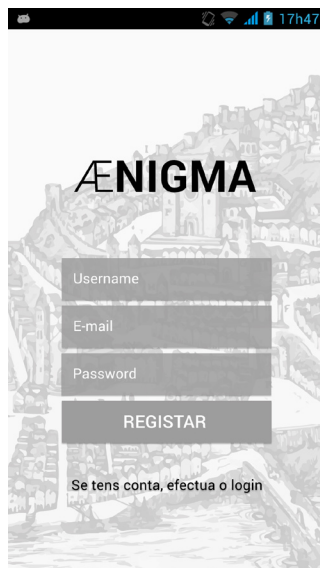 17h47
ÆNIGMA
Username
E-mail
Password
REGISTAR
Se tens conta, efectua o login